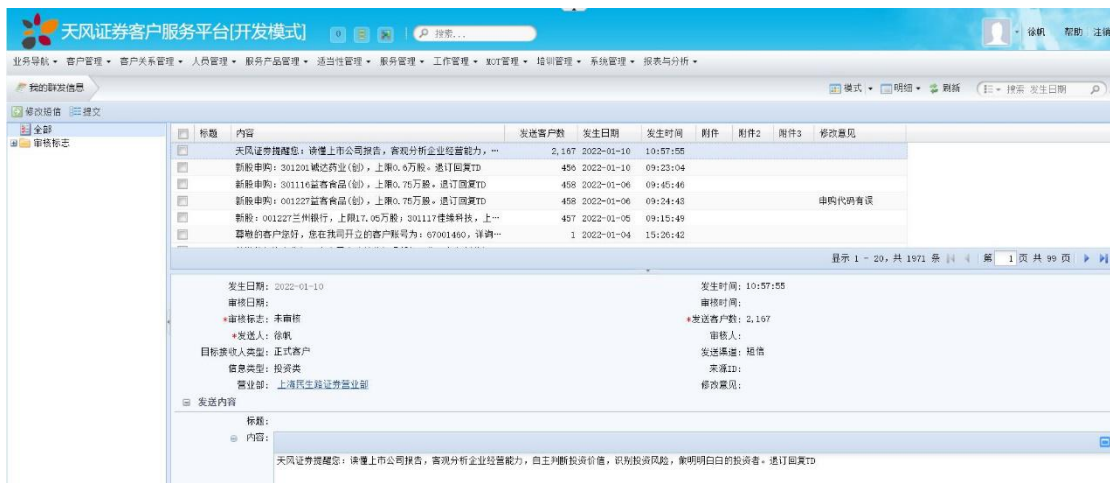 天风证券客户服务平台[开发模式] 0 搜索... 徐帆 帮助 注销
业务导航 客户管理 客户关系管理 人员管理 服务产品管理 适当性管理 服务管理 工作管理 MOT管理 培训管理 系统管理 报表与分析
我的群发信息 模式 明细 刷新 搜索 发生日期
修改短信 提交
全部
审核标志
标题 内容 发送客户数 发生日期 发生时间 附件 附件2 附件3 修改意见
天风证券提醒您：读懂上市公司报告，客观分析企业经营能力，… 2,167 2022-01-10 10:57:55
新股申购：301201诚达药业(创)，上限0.6万股。退订回复TD 456 2022-01-10 09:23:04
新股申购：301116益客食品(创)，上限0.75万股。退订回复TD 458 2022-01-06 09:45:46
新股申购：001227益客食品(创)，上限0.75万股。退订回复TD 458 2022-01-06 09:24:43 申购代码有误
新股：001227兰州银行，上限17.05万股；301117佳缘科技，上… 457 2022-01-05 09:15:49
尊敬的客户您好，您在我司开立的客户账号为：67001460，详询… 1 2022-01-04 15:26:42
显示 1 - 20，共 1971 条 第 1 页 共 99 页
发生日期： 2022-01-10 发生时间： 10:57:55
审核日期： 审核时间：
*审核标志： 未审核 *发送客户数： 2,167
*发送人： 徐帆 审核人：
目标接收人类型： 正式客户 发送渠道： 短信
信息类型： 投资类 来源ID：
营业部： 上海民生路证券营业部 修改意见：
发送内容
标题：
内容：
天风证券提醒您：读懂上市公司报告，客观分析企业经营能力，自主判断投资价值，识别投资风险，做明明白白的投资者。退订回复TD